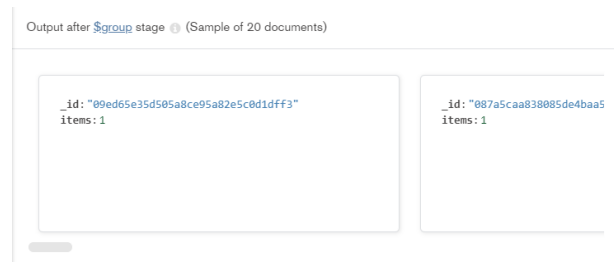 Output after $group stage (Sample of 20 documents)
_id:"09ed65e35d505a8ce95a82e5c0d1dff3"
items:1
_id:"087a5caa838085de4baa5
items:1